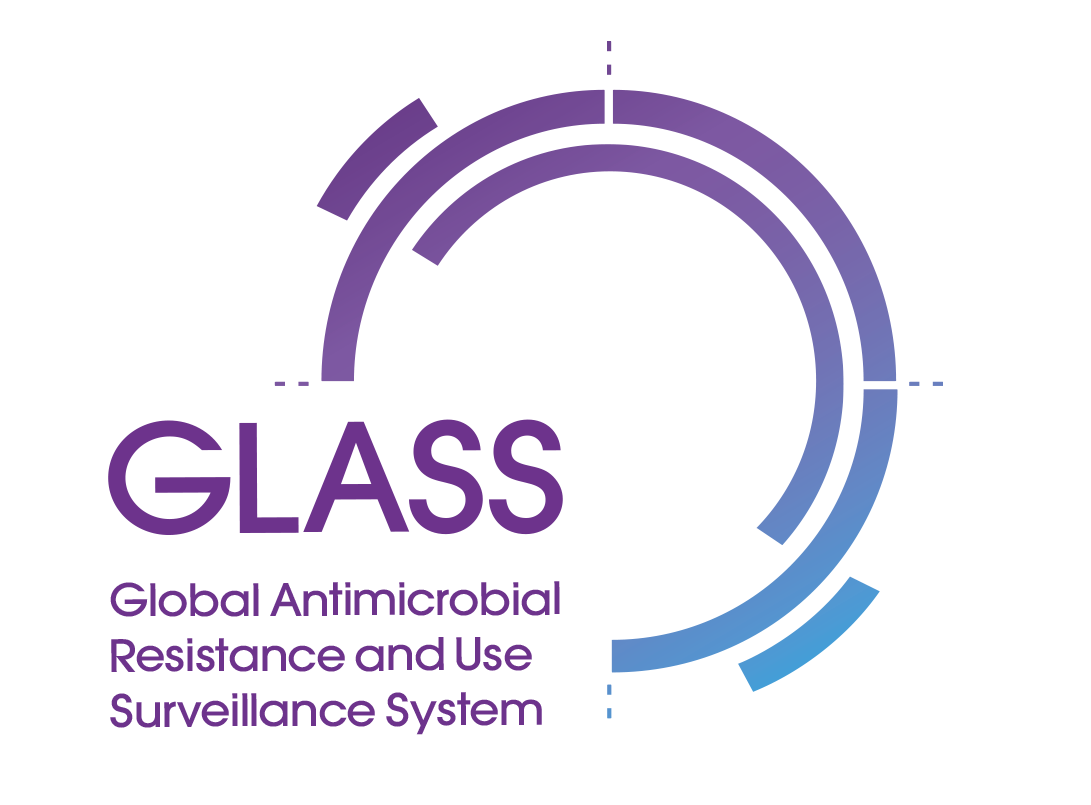 GLASS
Global Antimicrobial
Resistance and Use
Surveillance System